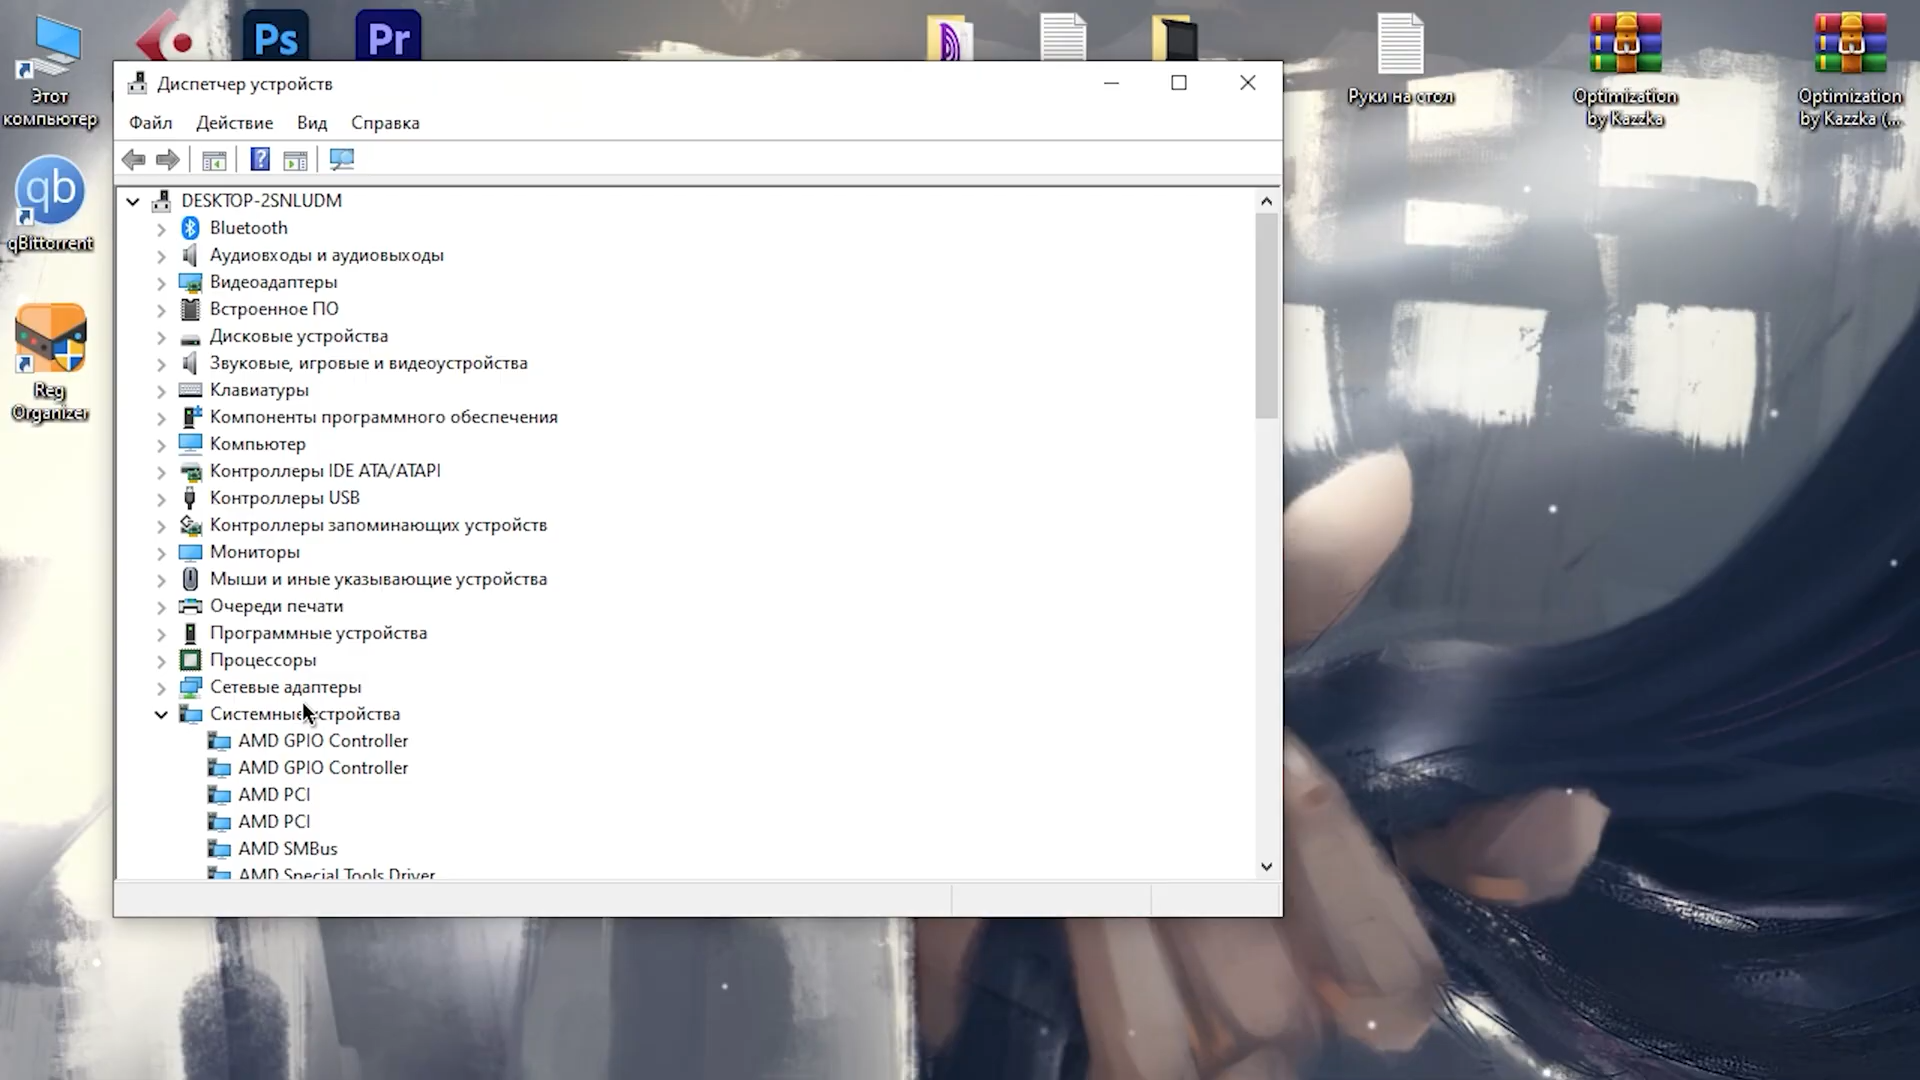 Ps
Pr
Этот
компьютер
qb
qBittorrent
Reg
Organizer
Руки на стол
Optimization
by Kazzka
Optimization
by Kazzka (...
Диспетчер устройств
Файл
Действие
Вид
Справка
DESKTOP-2SNLUDM
Bluetooth
Аудиовходы и аудиовыходы
Видеоадаптеры
Встроенное ПО
Дисковые устройства
Звуковые, игровые и видеоустройства
Клавиатуры
Компоненты программного обеспечения
Компьютер
Контроллеры IDE ATA/ATAPI
Контроллеры USB
Контроллеры запоминающих устройств
Мониторы
Мыши и иные указывающие устройства
Очереди печати
Программные устройства
Процессоры
Сетевые адаптеры
Системные устройства
AMD GPIO Controller
AMD GPIO Controller
AMD PCI
AMD PCI
AMD SMBus
AMD Special Tools Driver